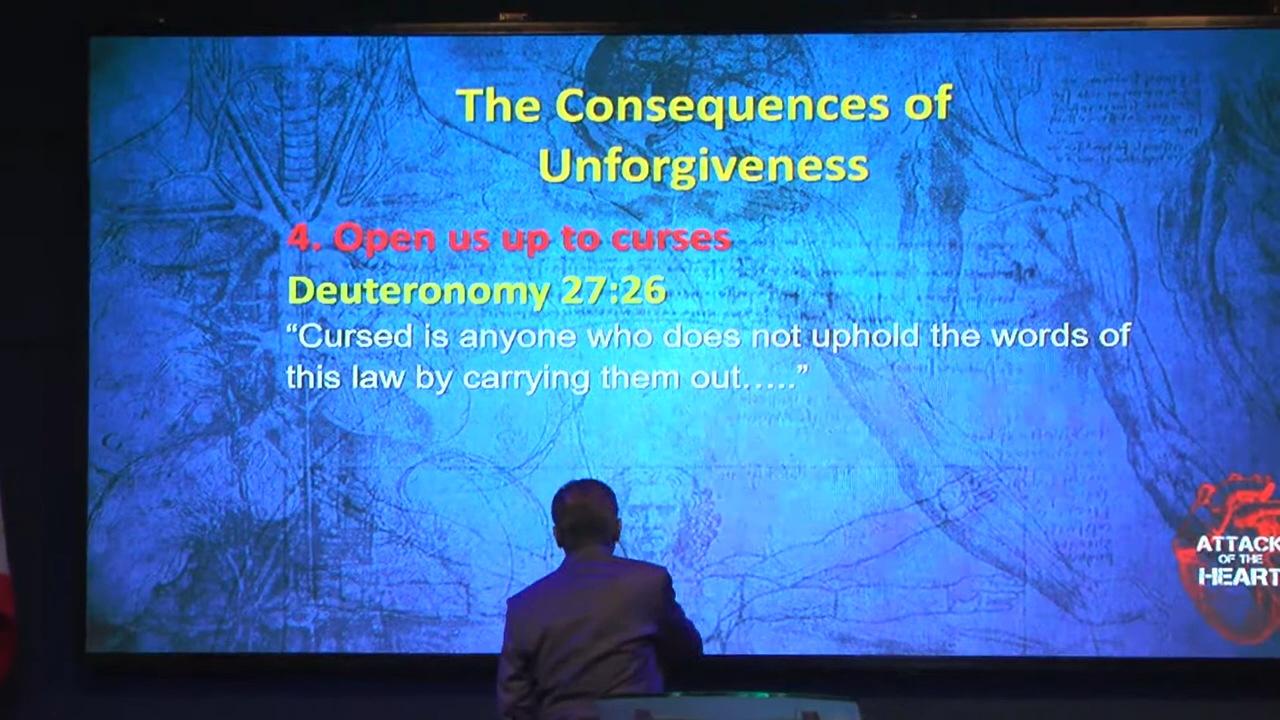 The Consequences of
Unforgiveness
4. Open us up to curses
Deuteronomy 27:26
“Cursed is anyone who does not uphold the words of
this law by carrying them out…..”
ATTACK
OF THE
HEART